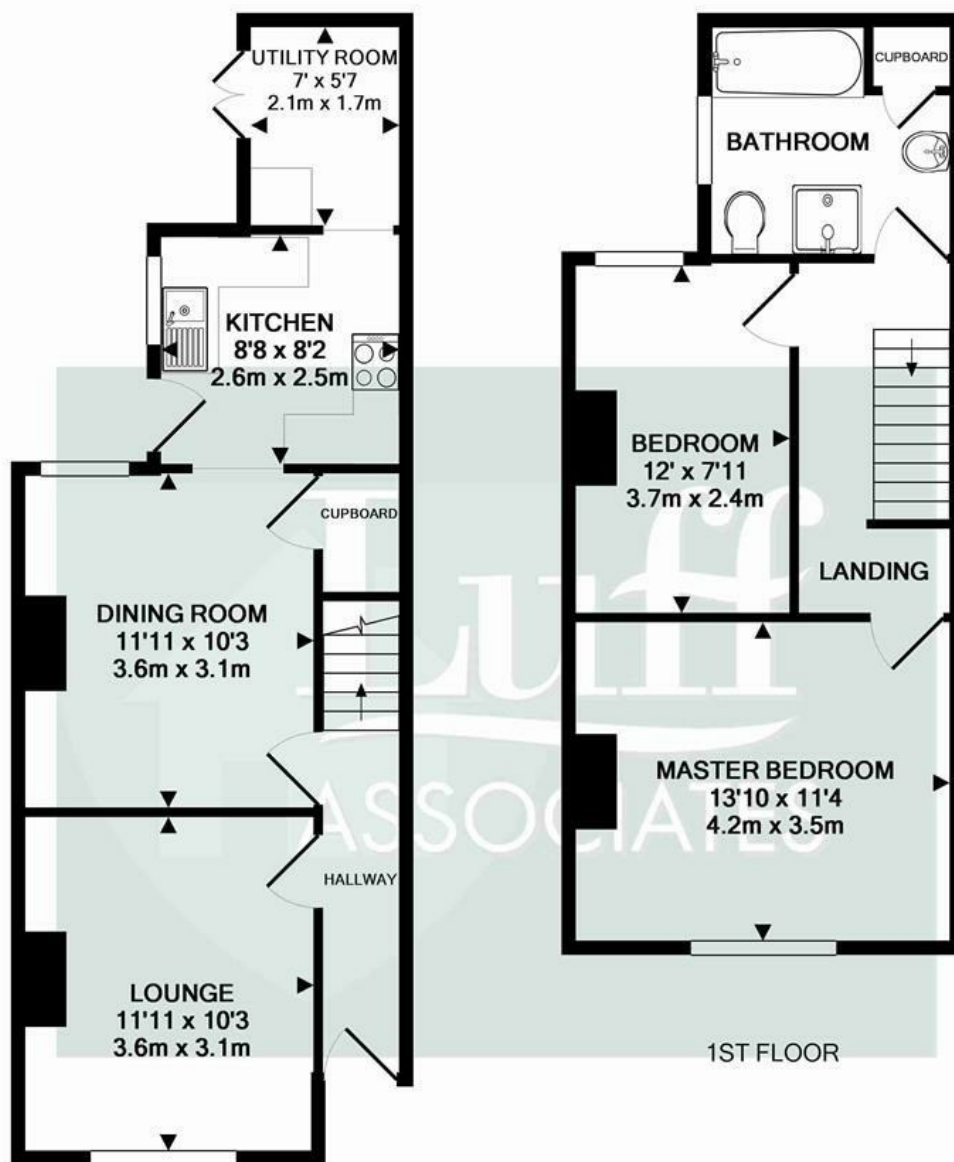 UTILITY ROOM
7' x 5'7
2.1m x 1.7m
KITCHEN
8'8 x 8'2
2.6m x 2.5m
CUPBOARD
DINING ROOM
11'11 x 10'3
3.6m x 3.1m
HALLWAY
LOUNGE
11'11 x 10'3
3.6m x 3.1m
CUPBOARD
BATHROOM
BEDROOM
12' x 7'11
3.7m x 2.4m
LANDING
MASTER BEDROOM
13'10 x 11'4
4.2m x 3.5m
1ST FLOOR
Luff
ASSOCIATES